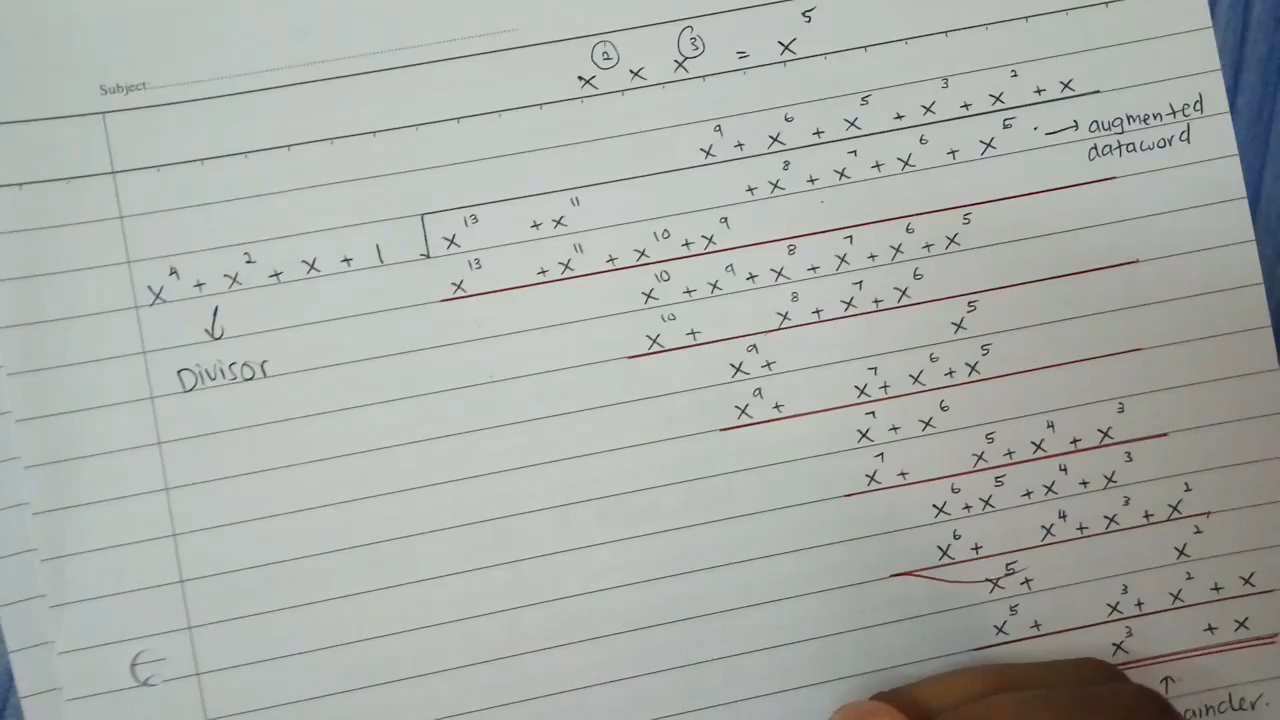 Subject:
x² × x³ = x⁵
x⁹ + x⁶ + x⁵ + x³ + x² + x
x⁴ + x² + x + 1 √ x¹³ + x¹¹ + x⁸ + x⁷ + x⁶ + x⁵ . → augmented
dataword
x¹³ + x¹¹ + x¹⁰ + x⁹
↓
Divisor
x¹⁰ + x⁹ + x⁸ + x⁷ + x⁶ + x⁵
x¹⁰ + x⁸ + x⁷ + x⁶
x⁹ + x⁵
x⁹ + x⁷ + x⁶ + x⁵
x⁷ + x⁶
x⁷ + x⁵ + x⁴ + x³
x⁶ + x⁵ + x⁴ + x³
x⁶ + x⁴ + x³ + x²
x⁵ + x²
x⁵ + x³ + x² + x
x³ + x
↑
ainder.